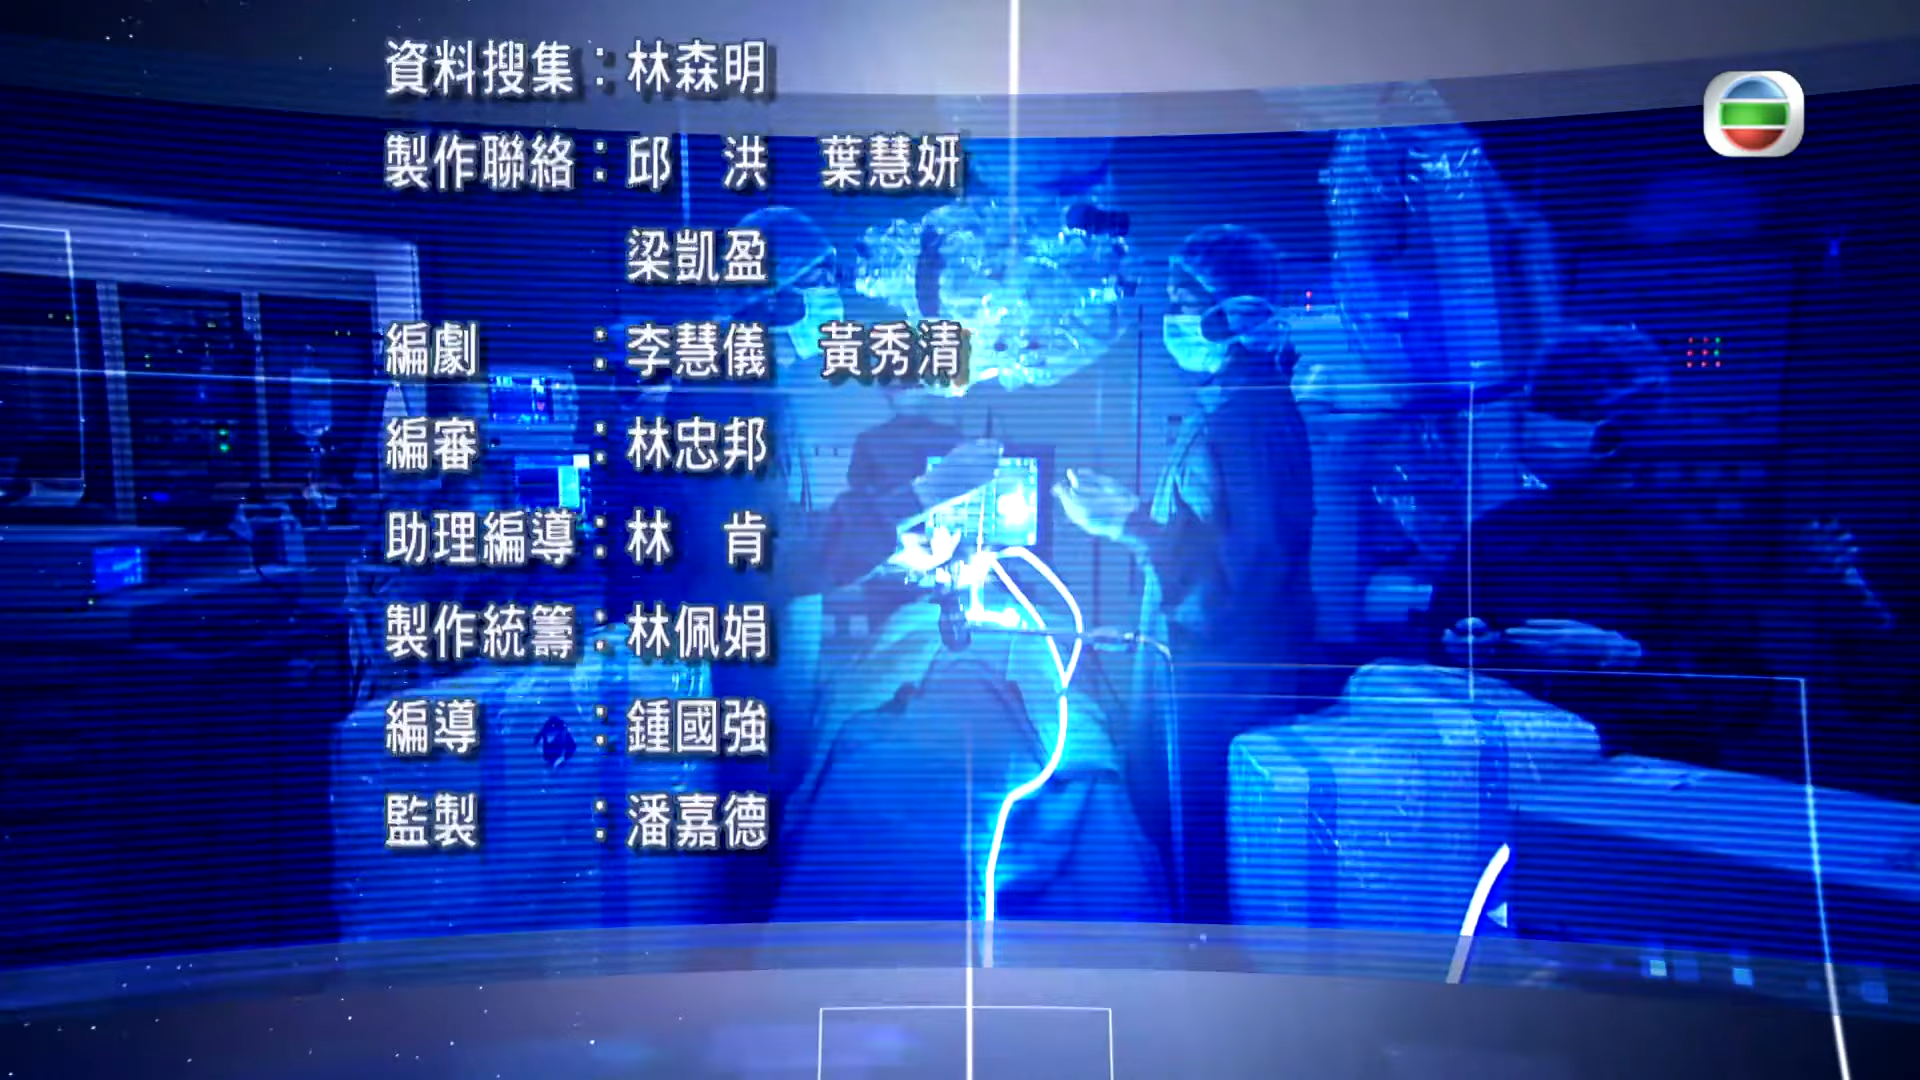 資料搜集：林森明
製作聯絡：邱　洪　葉慧妍
梁凱盈
編劇　　：李慧儀　黃秀清
編審　　：林忠邦
助理編導：林　肯
製作統籌：林佩娟
編導　　：鍾國強
監製　　：潘嘉德